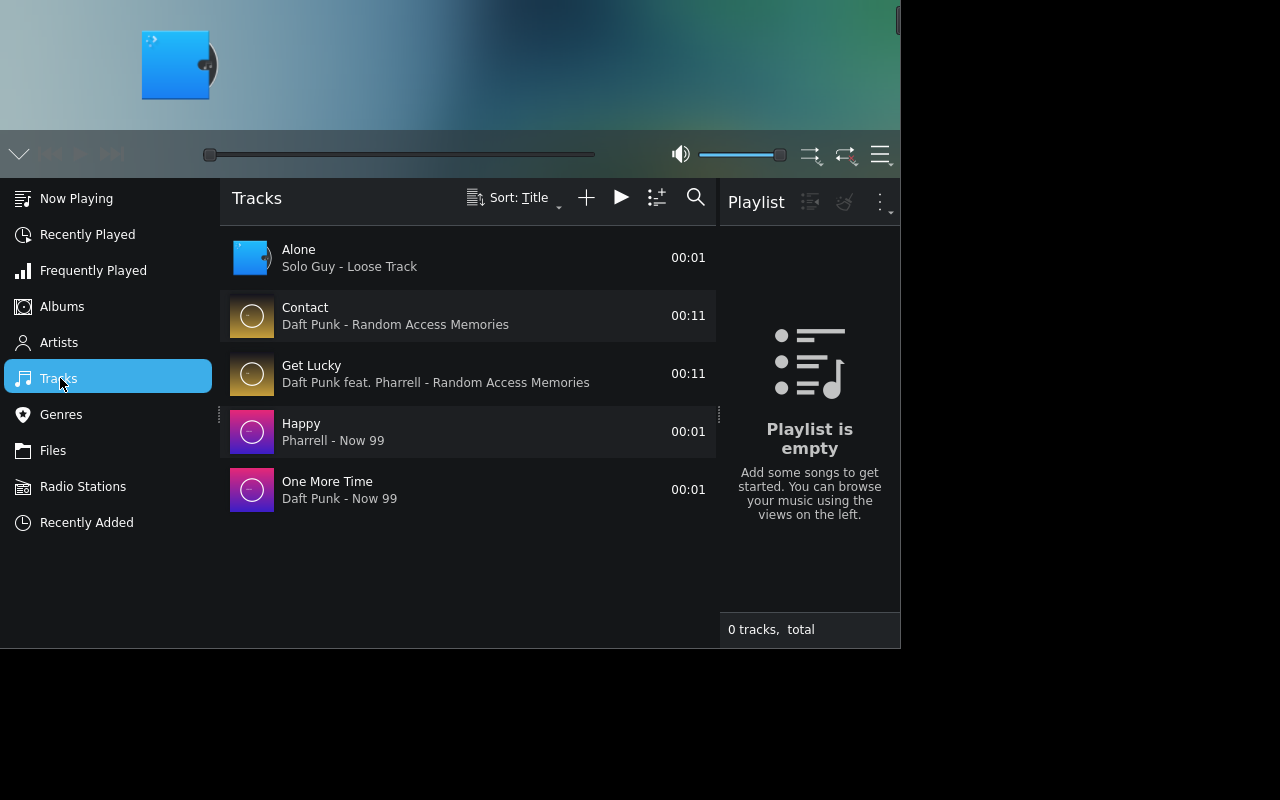 Now Playing
Recently Played
Frequently Played
Albums
Artists
Tracks
Genres
Files
Radio Stations
Recently Added
Tracks
Sort: Title
Alone
Solo Guy - Loose Track
00:01
Contact
Daft Punk - Random Access Memories
00:11
Get Lucky
Daft Punk feat. Pharrell - Random Access Memories
00:11
Happy
Pharrell - Now 99
00:01
One More Time
Daft Punk - Now 99
00:01
Playlist
Playlist is
empty
Add some songs to get
started. You can browse
your music using the
views on the left.
0 tracks,  total